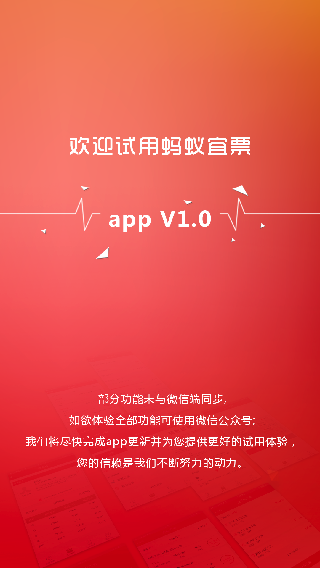 欢迎试用蚂蚁宜票
app V1.0
部分功能未与微信端同步,
如欲体验全部功能可使用微信公众号;
我们将尽快完成app更新并为您提供更好的试用体验,
您的信赖是我们不断努力的动力。